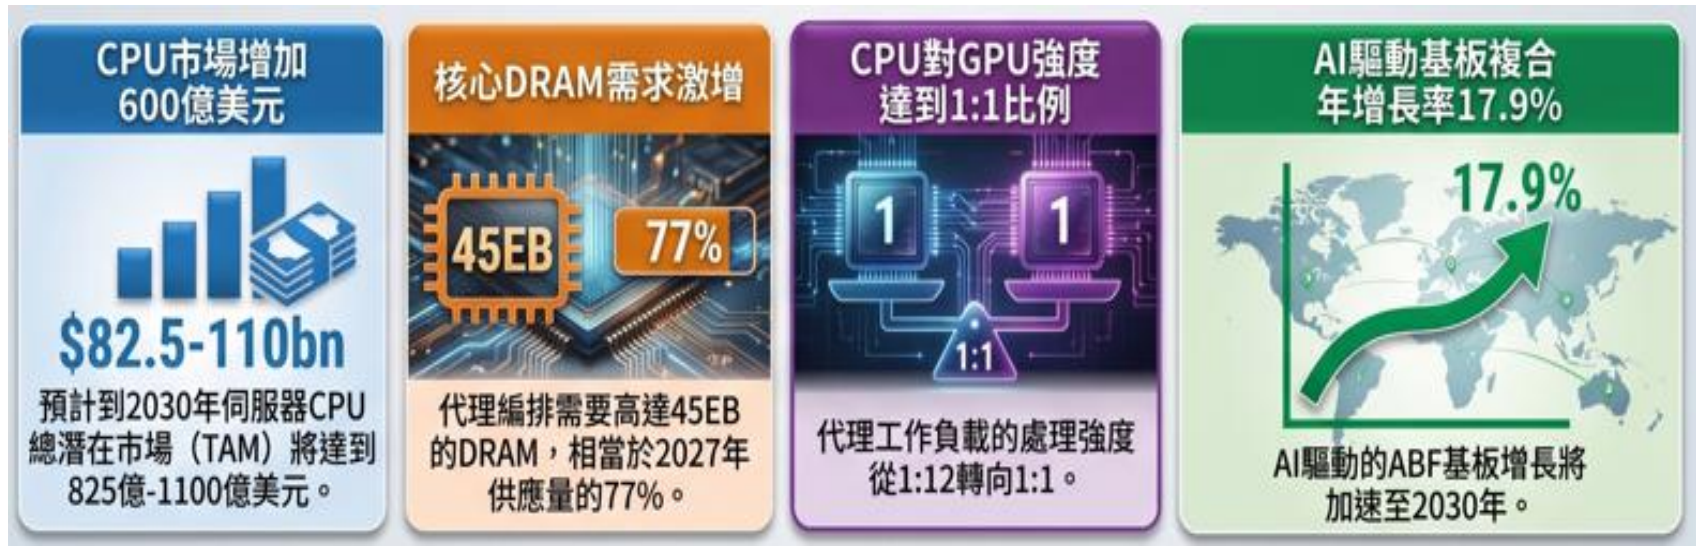 CPU市場增加
600億美元
$82.5-110bn
預計到2030年伺服器CPU
總潛在市場（TAM）將達到
825億-1100億美元。
核心DRAM需求激增
45EB
77%
代理編排需要高達45EB
的DRAM，相當於2027年
供應量的77%。
CPU對GPU強度
達到1:1比例
1
1
1:1
代理工作負載的處理強度
從1:12轉向1:1。
AI驅動基板複合
年增長率17.9%
17.9%
AI驅動的ABF基板增長將
加速至2030年。